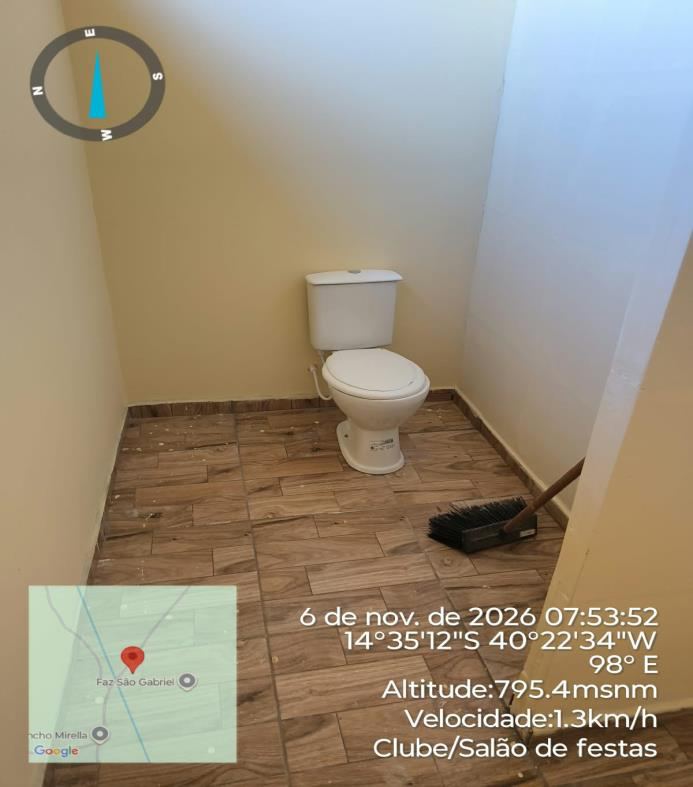 E
N
S
W
6 de nov. de 2026 07:53:52
14°35'12"S 40°22'34"W
98° E
Altitude:795.4msnm
Velocidade:1.3km/h
Clube/Salão de festas
Faz São Gabriel
ncho Mirella
Google